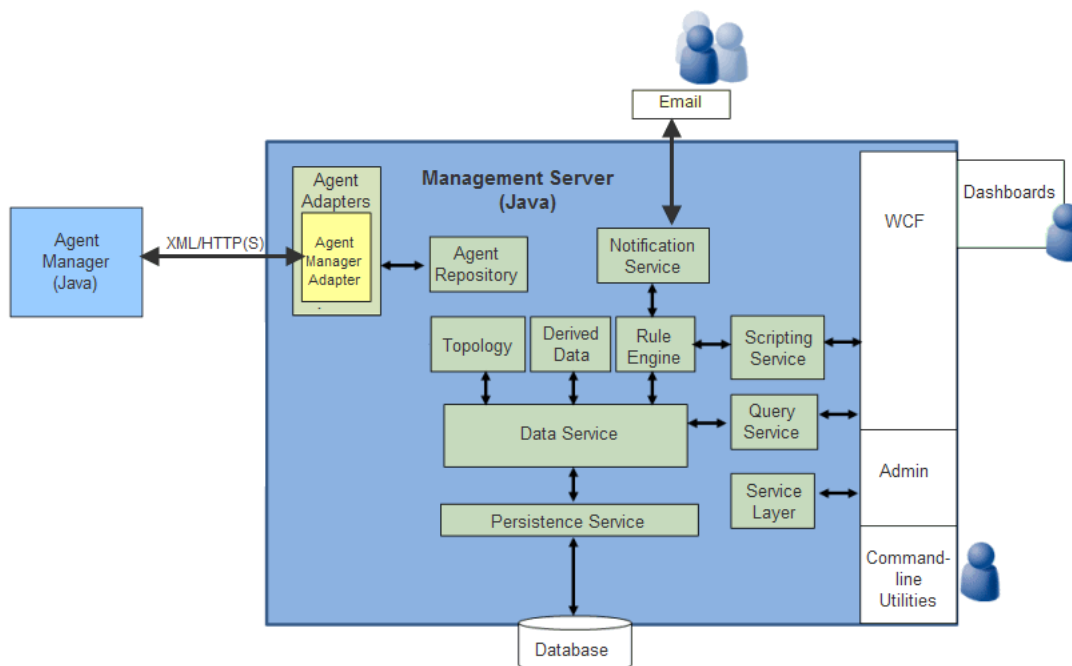 Email
Management Server
(Java)
Agent
Adapters
Agent
Manager
Adapter
Agent
Manager
(Java)
XML/HTTP(S)
Agent
Repository
Notification
Service
WCF
Dashboards
Topology
Derived
Data
Rule
Engine
Scripting
Service
Data Service
Query
Service
Admin
Service
Layer
Persistence Service
Command-
line
Utilities
Database